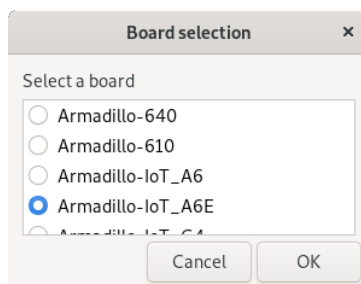 Board selection
×
Select a board
Armadillo-640
Armadillo-610
Armadillo-IoT_A6
Armadillo-IoT_A6E
Cancel
OK